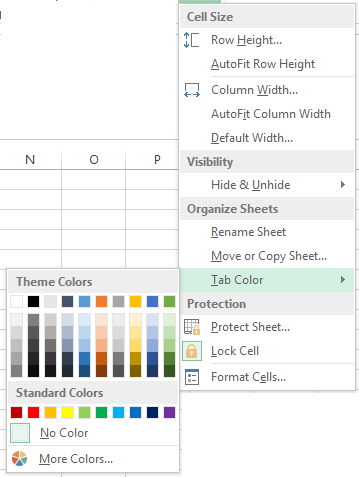 Cell Size
Row Height...
AutoFit Row Height
Column Width...
AutoFit Column Width
Default Width...
Visibility
Hide & Unhide
Organize Sheets
Rename Sheet
Move or Copy Sheet...
Tab Color
Protection
Protect Sheet...
Lock Cell
Format Cells...
N O P
Theme Colors
Standard Colors
No Color
More Colors...